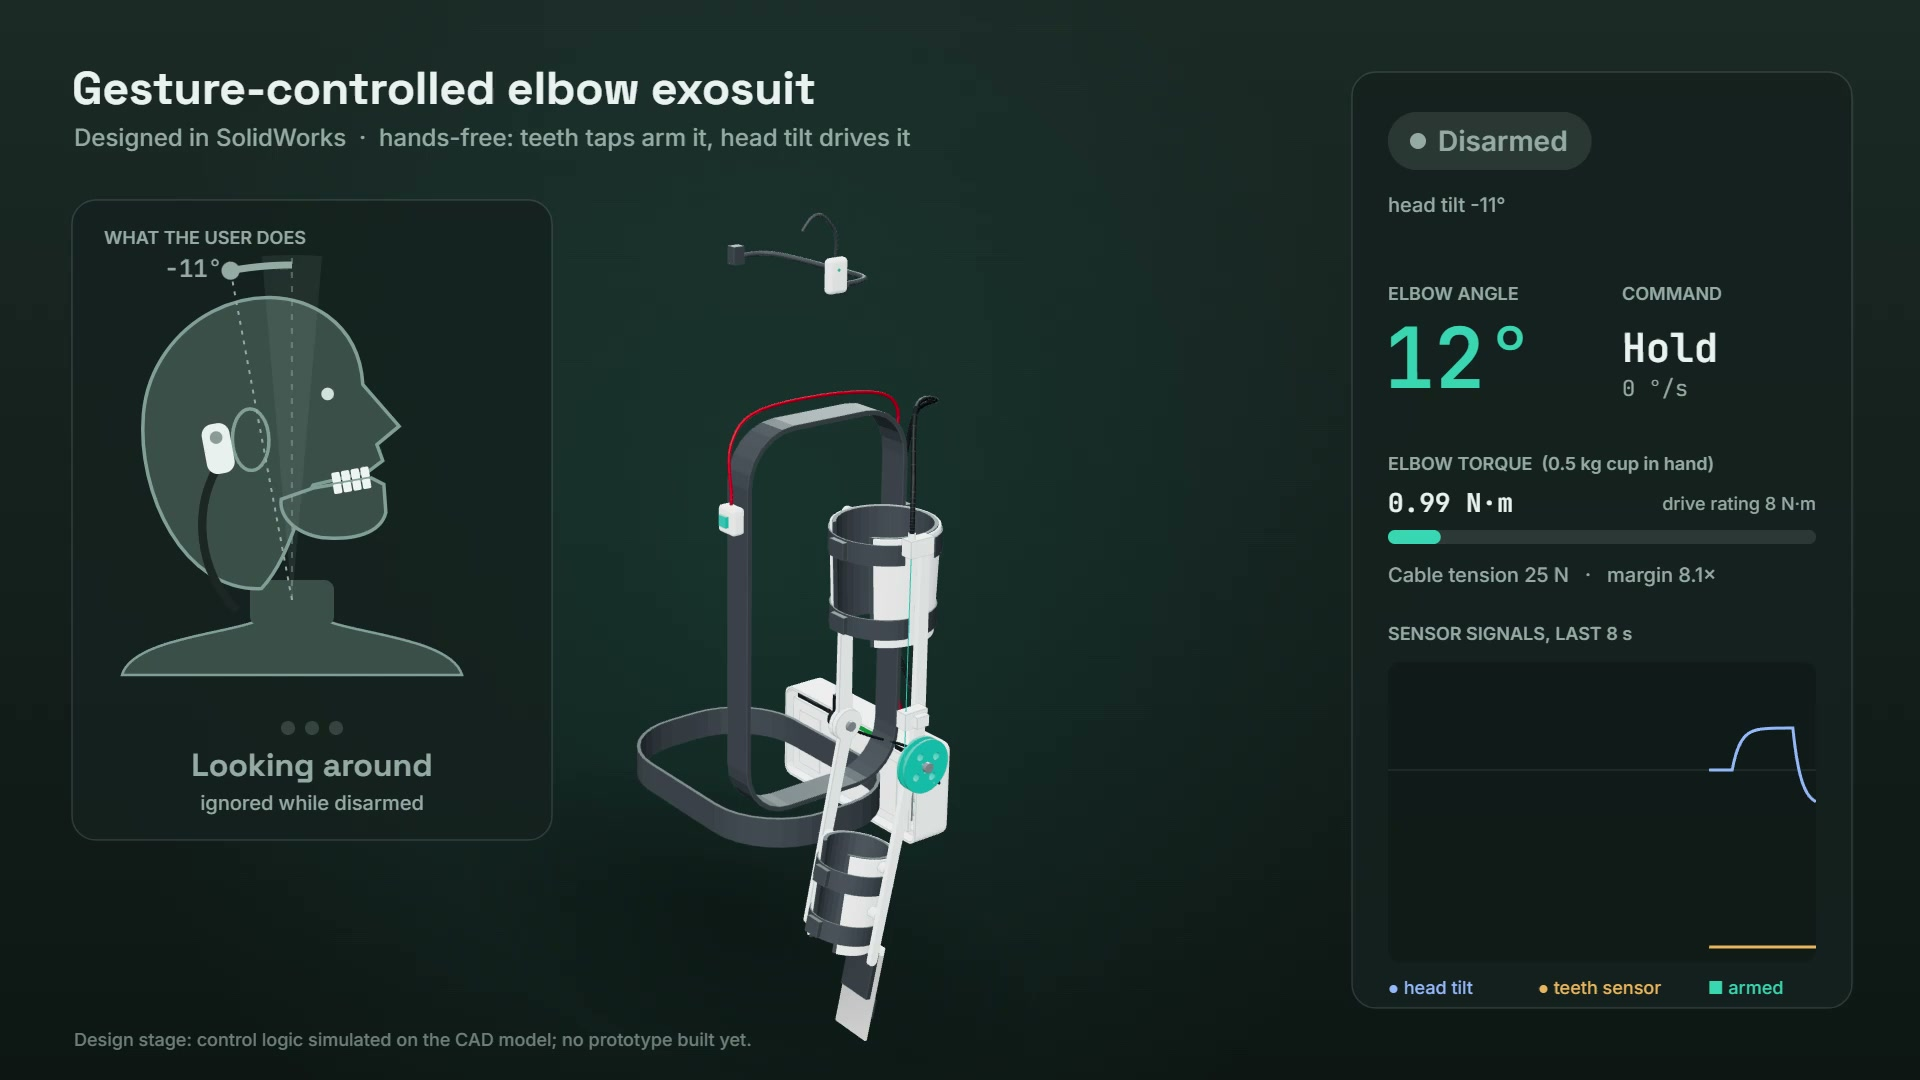 Gesture-controlled elbow exosuit
Designed in SolidWorks · hands-free: teeth taps arm it, head tilt drives it
WHAT THE USER DOES
-11°
Looking around
ignored while disarmed
Disarmed
head tilt -11°
ELBOW ANGLE
12°
COMMAND
Hold
0 °/s
ELBOW TORQUE (0.5 kg cup in hand)
0.99 N·m
drive rating 8 N·m
Cable tension 25 N · margin 8.1×
SENSOR SIGNALS, LAST 8 s
head tilt
teeth sensor
armed
Design stage: control logic simulated on the CAD model; no prototype built yet.